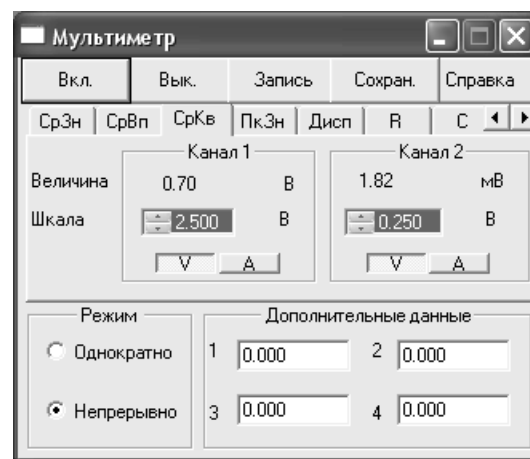 Мультиметр
Вкл. Вык. Запись Сохран. Справка
СрЗн СрВп СрКв ПкЗн Дисп R C
Канал 1 Канал 2
Величина 0.70 В 1.82 мВ
Шкала 2.500 В 0.250 В
V A V A
Режим Дополнительные данные
Однократно 1 0.000 2 0.000
Непрерывно 3 0.000 4 0.000